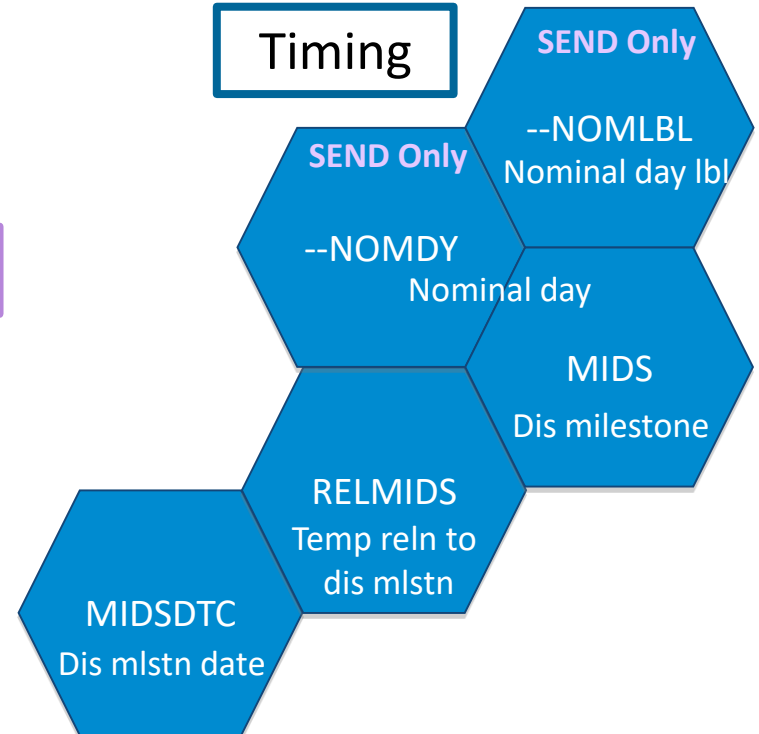 Timing
SEND Only
--NOMLBL
Nominal day lbl
SEND Only
--NOMDY
Nominal day
MIDS
Dis milestone
RELMIDS
Temp reln to
dis mlstn
MIDSDTC
Dis mlstn date